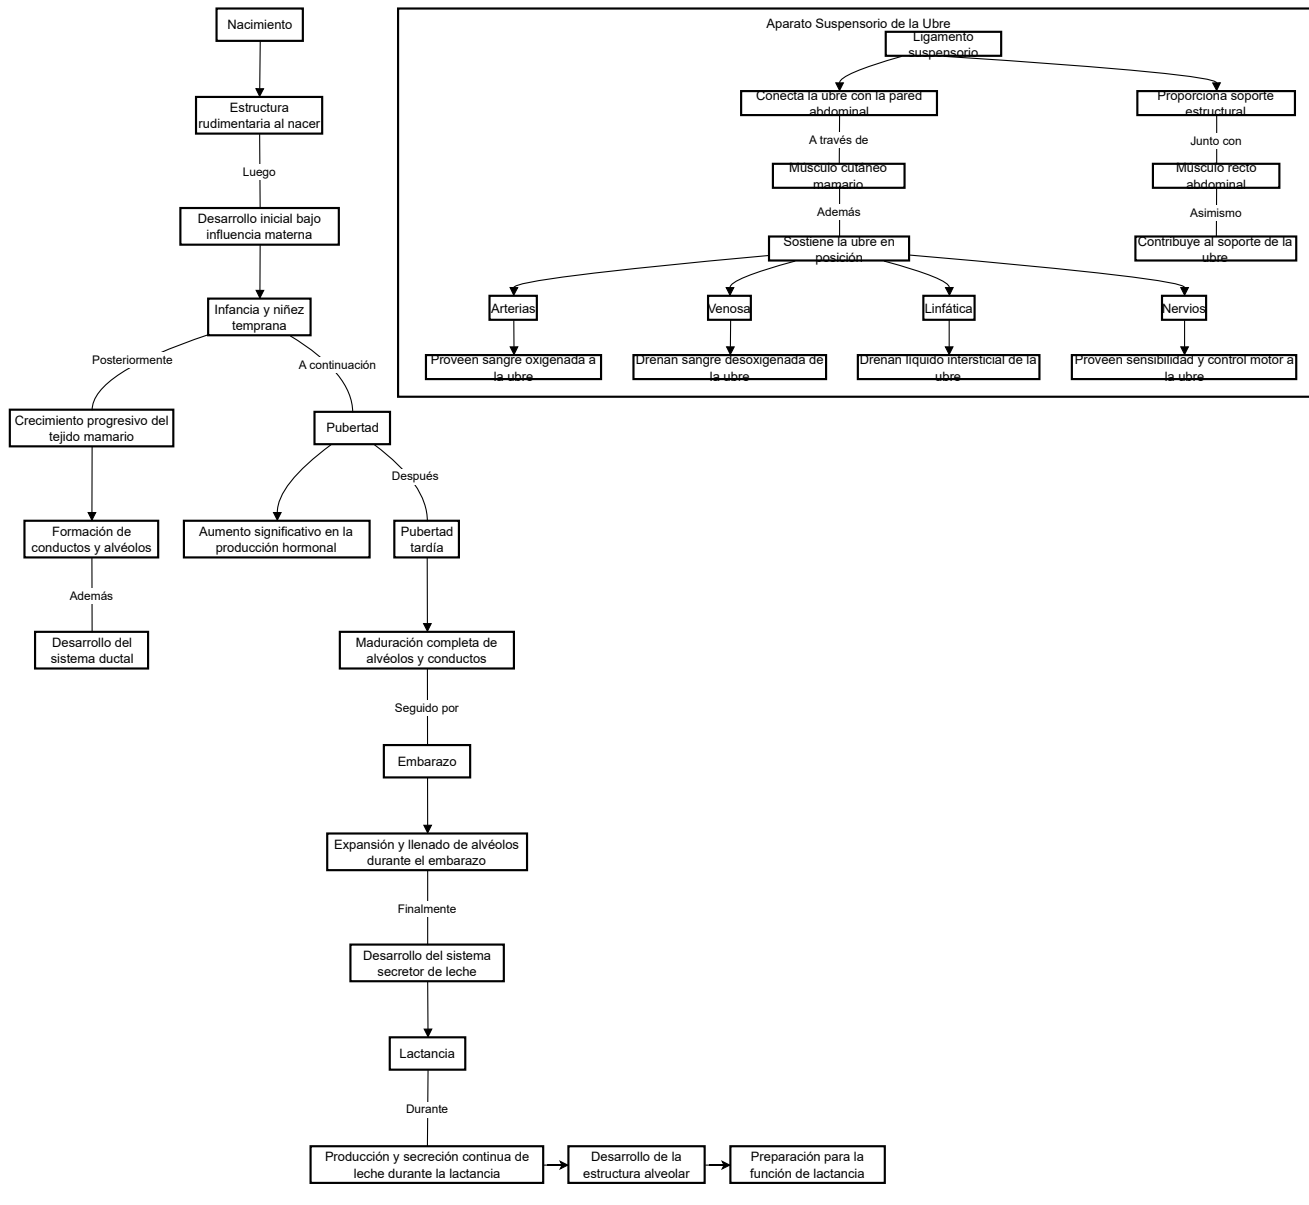 Nacimiento
Estructura
rudimentaria al nacer
Luego
Desarrollo inicial bajo
influencia materna
Infancia y niñez
temprana
Posteriormente
A continuación
Crecimiento progresivo del
tejido mamario
Pubertad
Después
Formación de
conductos y alvéolos
Aumento significativo en la
producción hormonal
Pubertad
tardía
Además
Desarrollo del
sistema ductal
Maduración completa de
alvéolos y conductos
Seguido por
Embarazo
Expansión y llenado de alvéolos
durante el embarazo
Finalmente
Desarrollo del sistema
secretor de leche
Lactancia
Durante
Producción y secreción continua de
leche durante la lactancia
Desarrollo de la
estructura alveolar
Preparación para la
función de lactancia
Aparato Suspensorio de la Ubre
Ligamento
suspensorio
Conecta la ubre con la pared
abdominal
Proporciona soporte
estructural
A través de
Junto con
Músculo cutáneo
mamario
Músculo recto
abdominal
Además
Asimismo
Sostiene la ubre en
posición
Contribuye al soporte de la
ubre
Arterias
Venosa
Linfática
Nervios
Proveen sangre oxigenada a
la ubre
Drenan sangre desoxigenada de
la ubre
Drenan líquido intersticial de la
ubre
Proveen sensibilidad y control motor a
la ubre